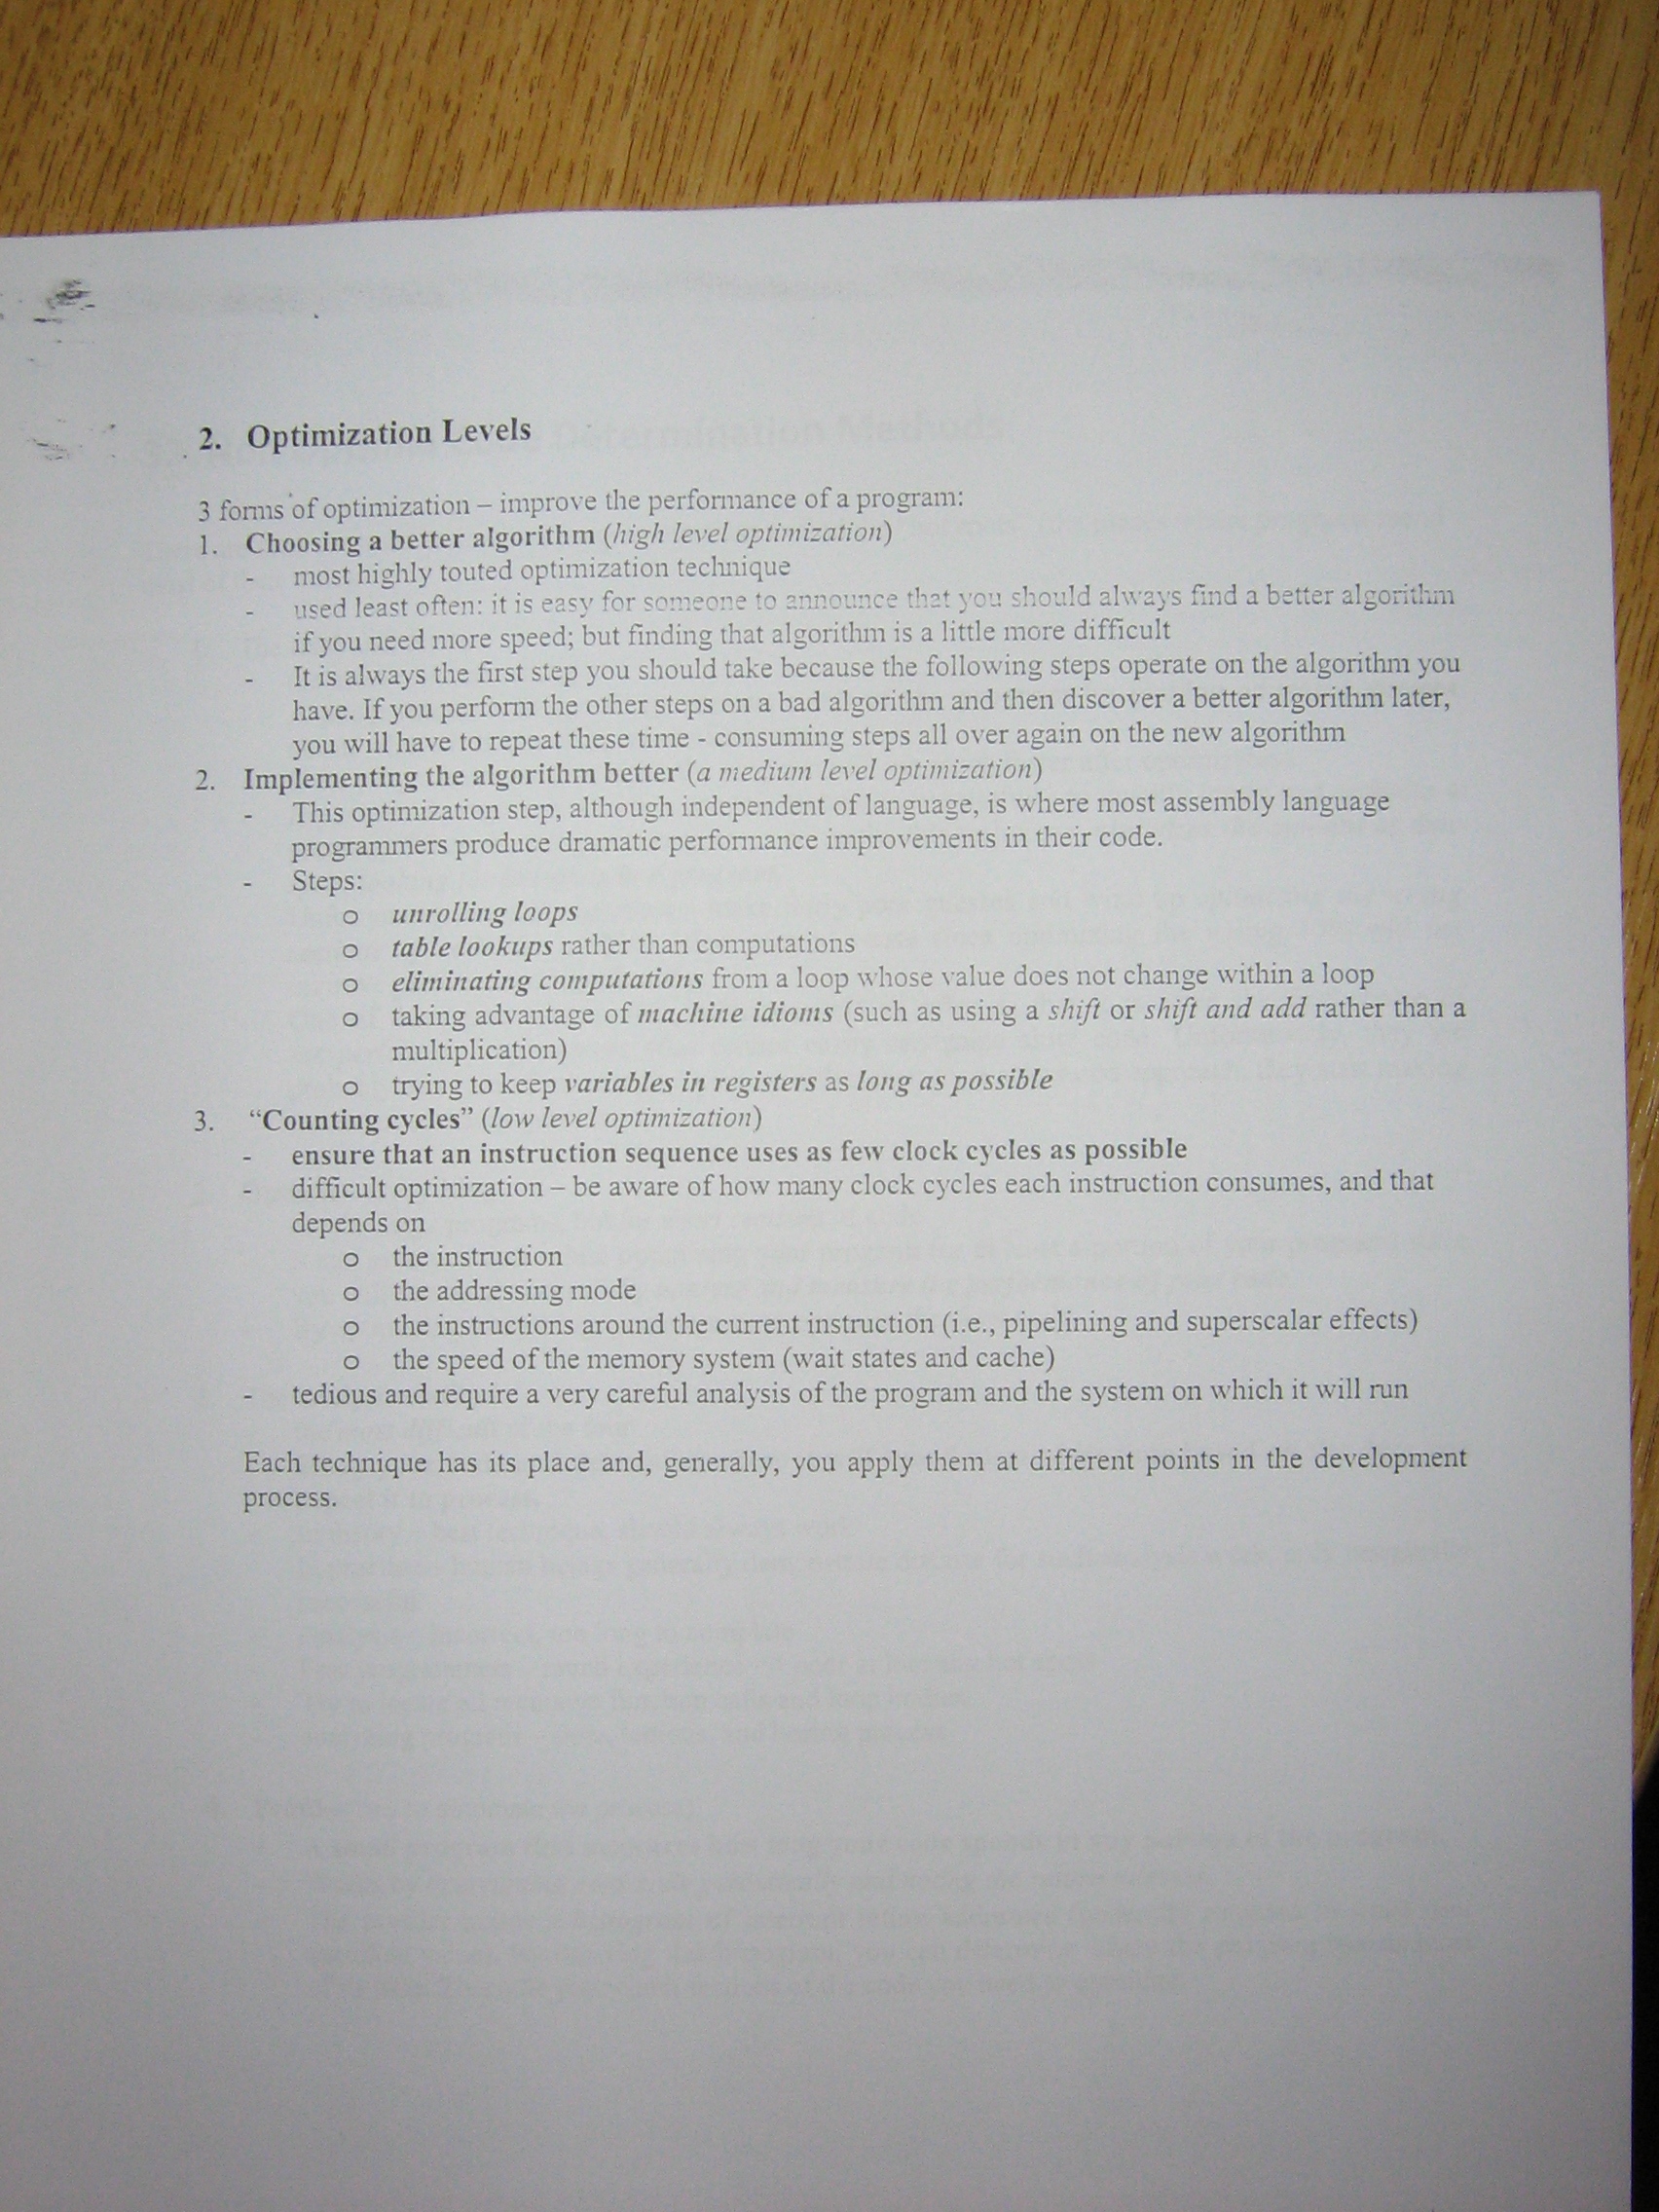 2. Optimization Levels
3 forms of optimization – improve the performance of a program:
1. Choosing a better algorithm (high level optimization)
- most highly touted optimization technique
- used least often: it is easy for someone to announce that you should always find a better algorithm
if you need more speed; but finding that algorithm is a little more difficult
- It is always the first step you should take because the following steps operate on the algorithm you
have. If you perform the other steps on a bad algorithm and then discover a better algorithm later,
you will have to repeat these time - consuming steps all over again on the new algorithm
2. Implementing the algorithm better (a medium level optimization)
- This optimization step, although independent of language, is where most assembly language
programmers produce dramatic performance improvements in their code.
- Steps:
o unrolling loops
o table lookups rather than computations
o eliminating computations from a loop whose value does not change within a loop
o taking advantage of machine idioms (such as using a shift or shift and add rather than a
multiplication)
o trying to keep variables in registers as long as possible
3. “Counting cycles” (low level optimization)
- ensure that an instruction sequence uses as few clock cycles as possible
- difficult optimization – be aware of how many clock cycles each instruction consumes, and that
depends on
o the instruction
o the addressing mode
o the instructions around the current instruction (i.e., pipelining and superscalar effects)
o the speed of the memory system (wait states and cache)
- tedious and require a very careful analysis of the program and the system on which it will run
Each technique has its place and, generally, you apply them at different points in the development
process.